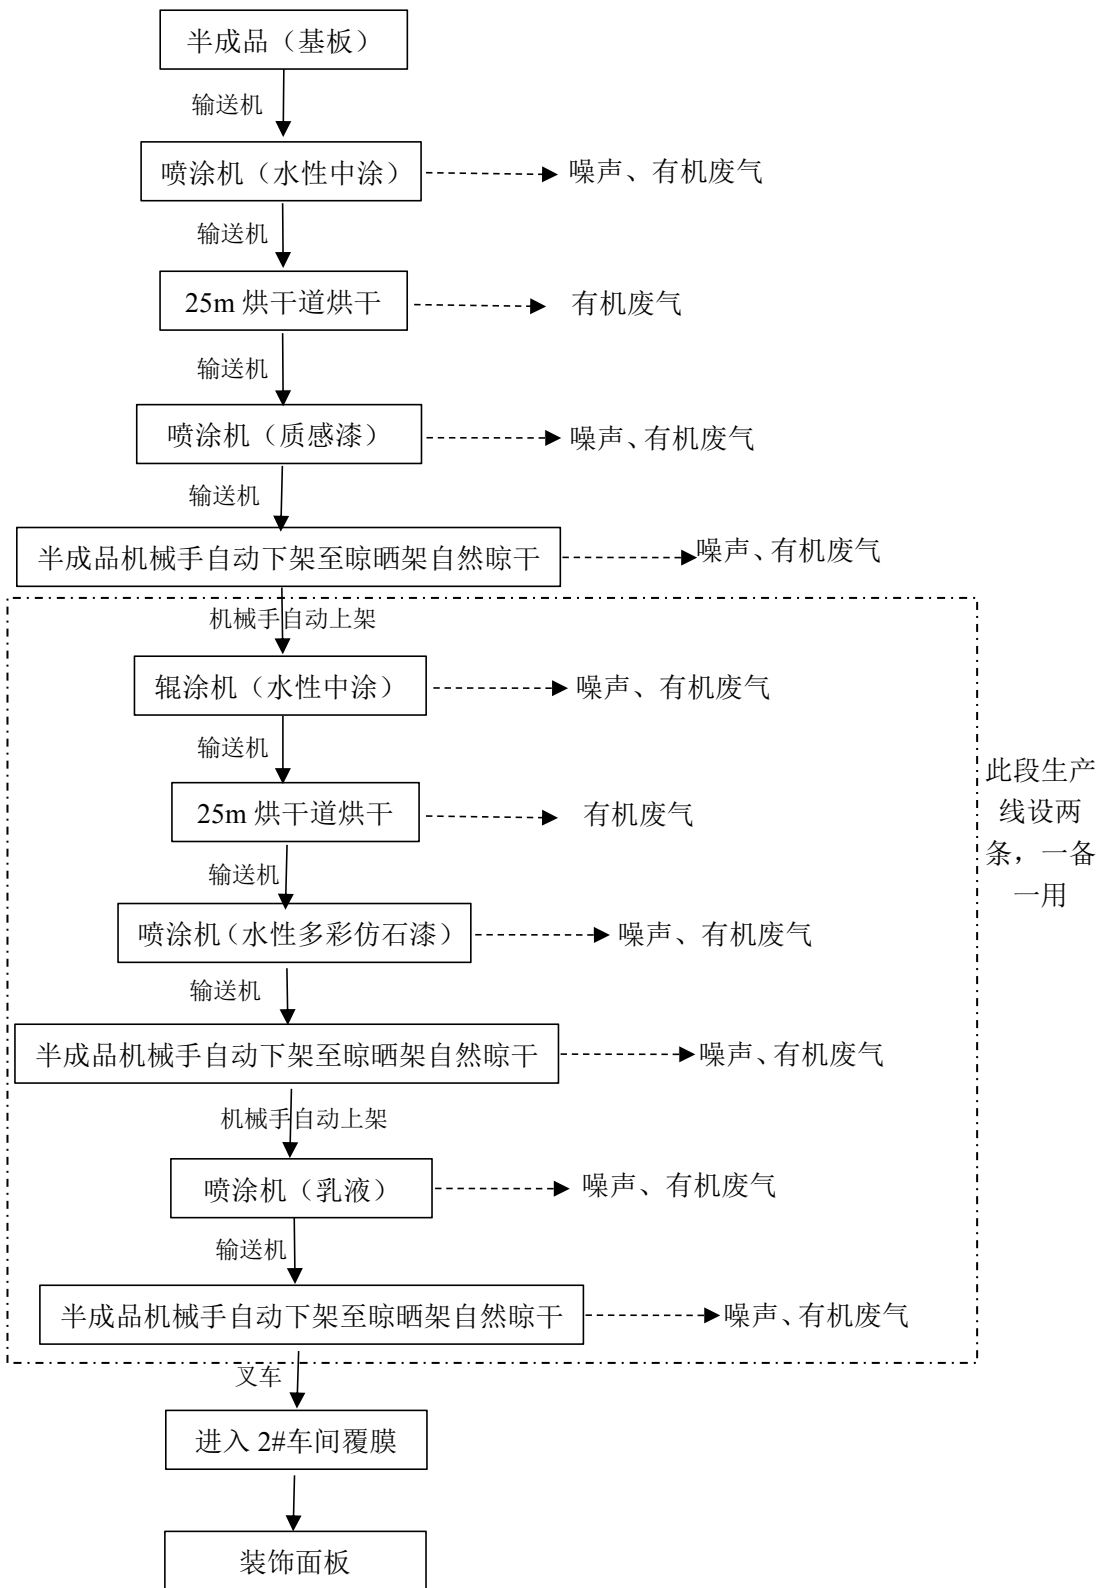 半成品（基板）
输送机
喷涂机（水性中涂）
噪声、有机废气
输送机
25m 烘干道烘干
有机废气
输送机
喷涂机（质感漆）
噪声、有机废气
输送机
半成品机械手自动下架至晾晒架自然晾干
噪声、有机废气
机械手自动上架
辊涂机（水性中涂）
噪声、有机废气
输送机
25m 烘干道烘干
有机废气
此段生产
线设两
条，一备
一用
输送机
喷涂机（水性多彩仿石漆）
噪声、有机废气
输送机
半成品机械手自动下架至晾晒架自然晾干
噪声、有机废气
机械手自动上架
喷涂机（乳液）
噪声、有机废气
输送机
半成品机械手自动下架至晾晒架自然晾干
噪声、有机废气
叉车
进入 2#车间覆膜
装饰面板